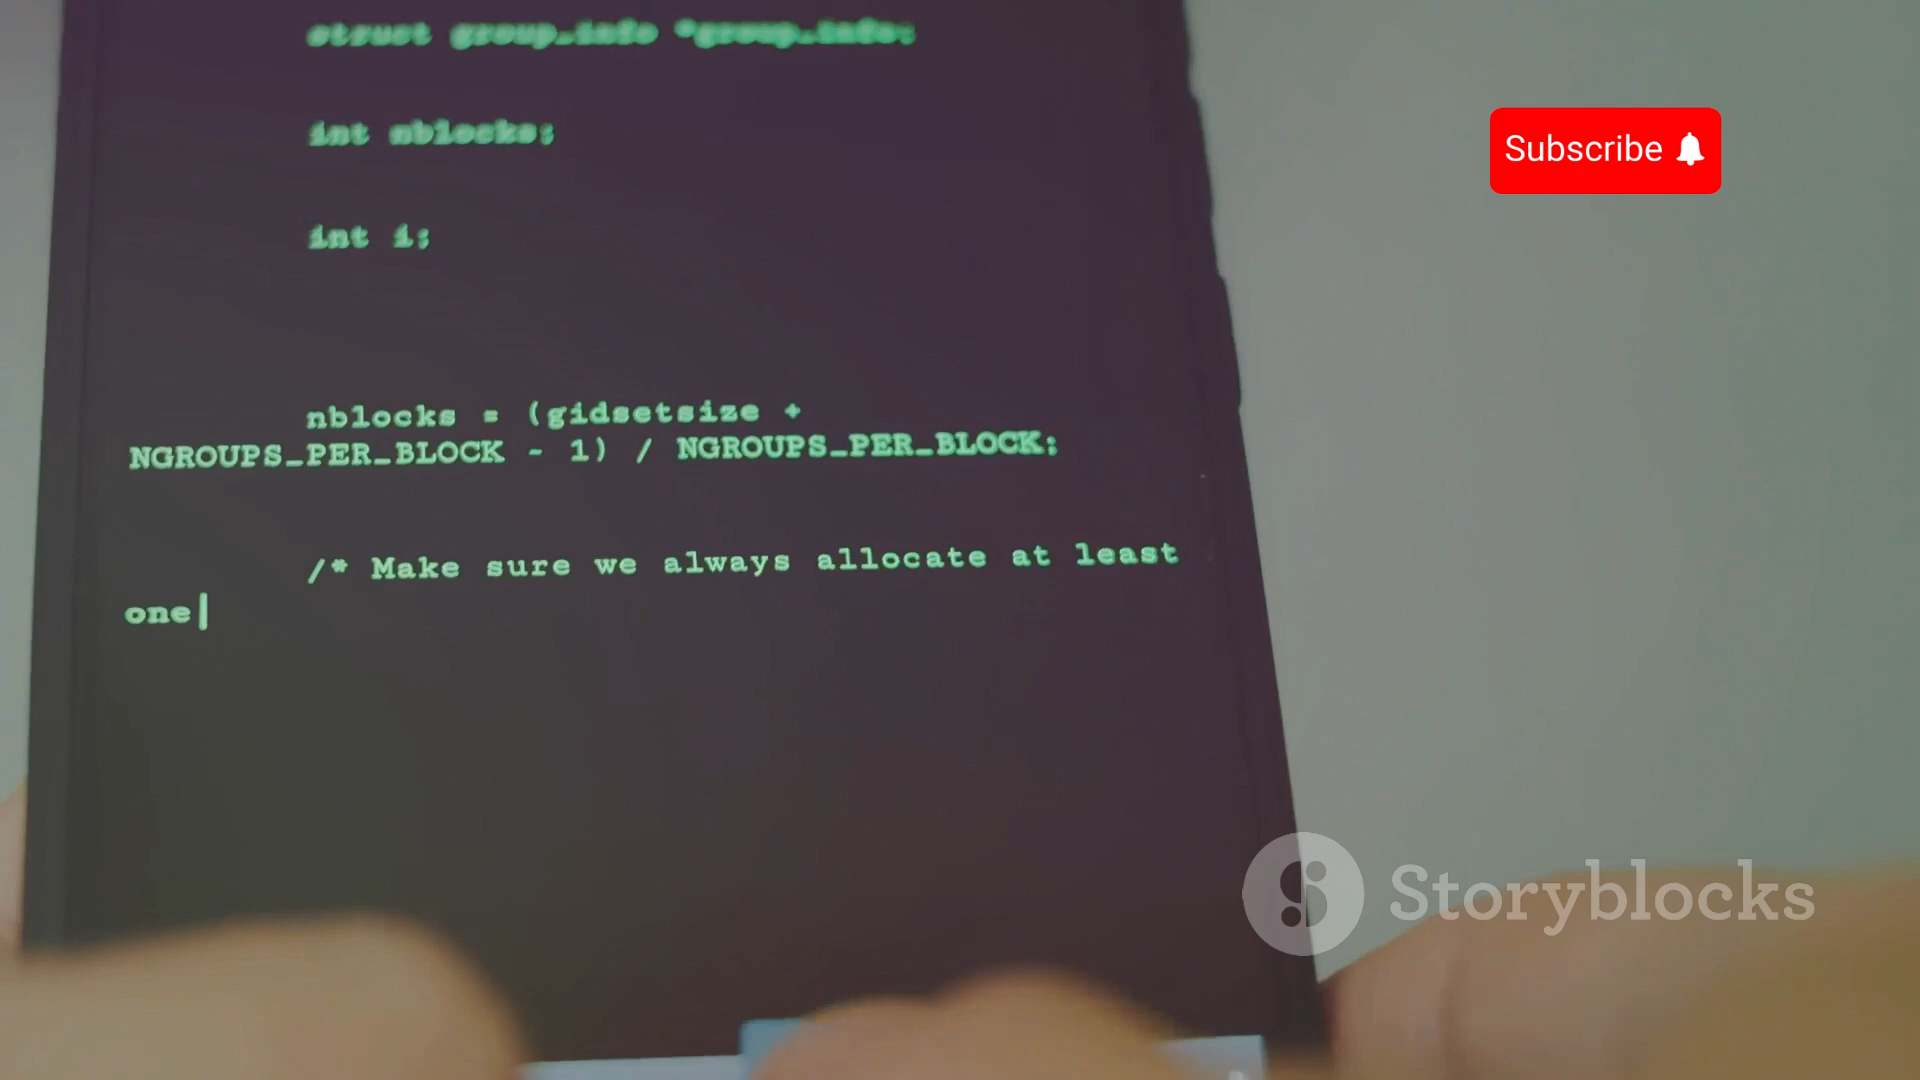 struct group_info *group_info;
int nblocks;
int i;
nblocks = (gidsetsize +
NGROUPS_PER_BLOCK - 1) / NGROUPS_PER_BLOCK;
/* Make sure we always allocate at least
one
Subscribe
Storyblocks